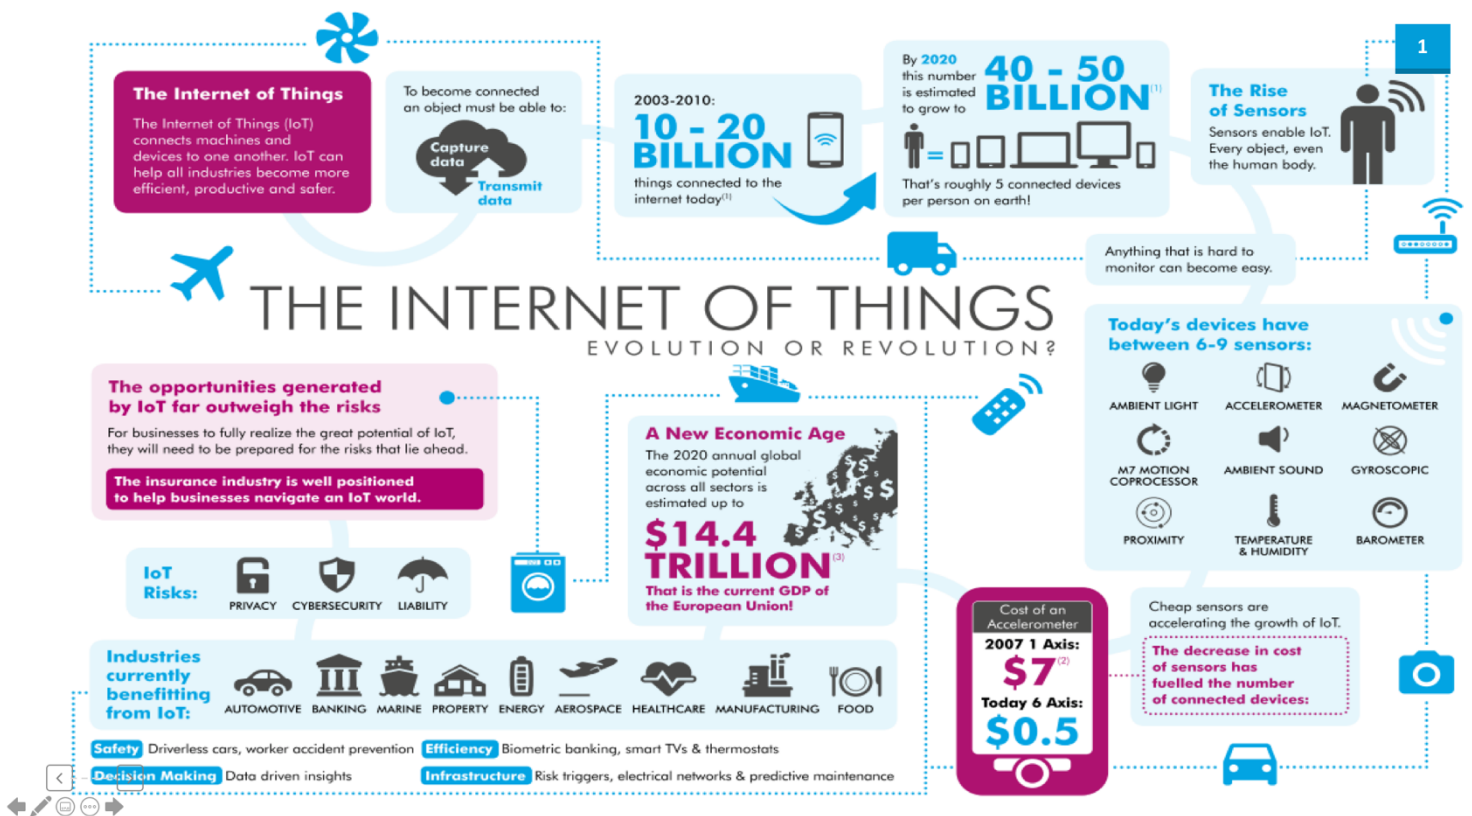 1
The Internet of Things
The Internet of Things (IoT)
connects machines and
devices to one another. IoT can
help all industries become more
efficient, productive and safer.
To become connected
an object must be able to:
Capture
data
Transmit
data
2003-2010:
10 - 20
BILLION
things connected to the
internet today(1)
By 2020
this number
is estimated
to grow to
40 - 50
BILLION(1)
=
That's roughly 5 connected devices
per person on earth!
The Rise
of Sensors
Sensors enable IoT.
Every object, even
the human body.
Anything that is hard to
monitor can become easy.
THE INTERNET OF THINGS
EVOLUTION OR REVOLUTION?
Today's devices have
between 6-9 sensors:
AMBIENT LIGHT
ACCELEROMETER
MAGNETOMETER
M7 MOTION
COPROCESSOR
AMBIENT SOUND
GYROSCOPIC
PROXIMITY
TEMPERATURE
& HUMIDITY
BAROMETER
The opportunities generated
by IoT far outweigh the risks
For businesses to fully realize the great potential of IoT,
they will need to be prepared for the risks that lie ahead.
The insurance industry is well positioned
to help businesses navigate an IoT world.
IoT
Risks:
PRIVACY
CYBERSECURITY
LIABILITY
A New Economic Age
The 2020 annual global
economic potential
across all sectors is
estimated up to
$14.4
TRILLION(3)
That is the current GDP of
the European Union!
Cost of an
Accelerometer
2007 1 Axis:
$7(2)
Today 6 Axis:
$0.5
Cheap sensors are
accelerating the growth of IoT.
The decrease in cost
of sensors has
fuelled the number
of connected devices:
Industries
currently
benefitting
from IoT:
AUTOMOTIVE
BANKING
MARINE
PROPERTY
ENERGY
AEROSPACE
HEALTHCARE
MANUFACTURING
FOOD
Safety Driverless cars, worker accident prevention
Efficiency Biometric banking, smart TVs & thermostats
Decision Making Data driven insights
Infrastructure Risk triggers, electrical networks & predictive maintenance